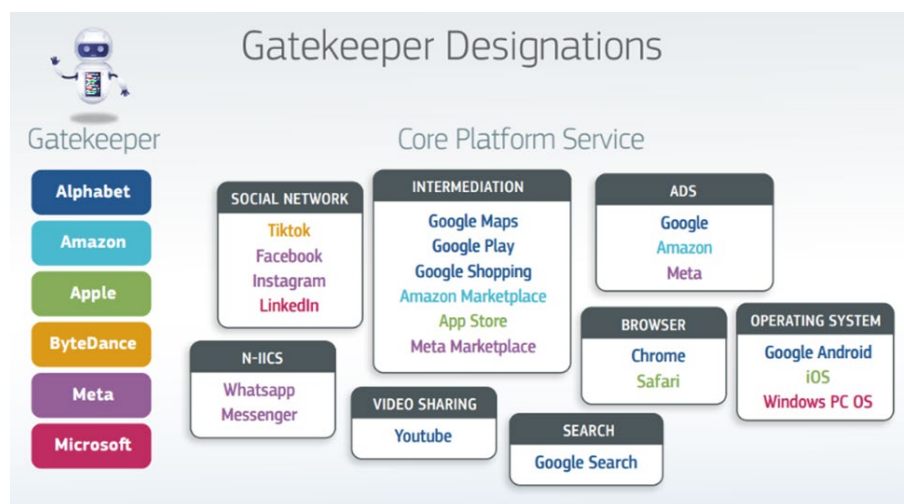 Gatekeeper Designations
Gatekeeper
Core Platform Service
Alphabet
Amazon
Apple
ByteDance
Meta
Microsoft
SOCIAL NETWORK
Tiktok
Facebook
Instagram
LinkedIn
INTERMEDIATION
Google Maps
Google Play
Google Shopping
Amazon Marketplace
App Store
Meta Marketplace
ADS
Google
Amazon
Meta
N-IICS
Whatsapp
Messenger
VIDEO SHARING
Youtube
BROWSER
Chrome
Safari
SEARCH
Google Search
OPERATING SYSTEM
Google Android
iOS
Windows PC OS